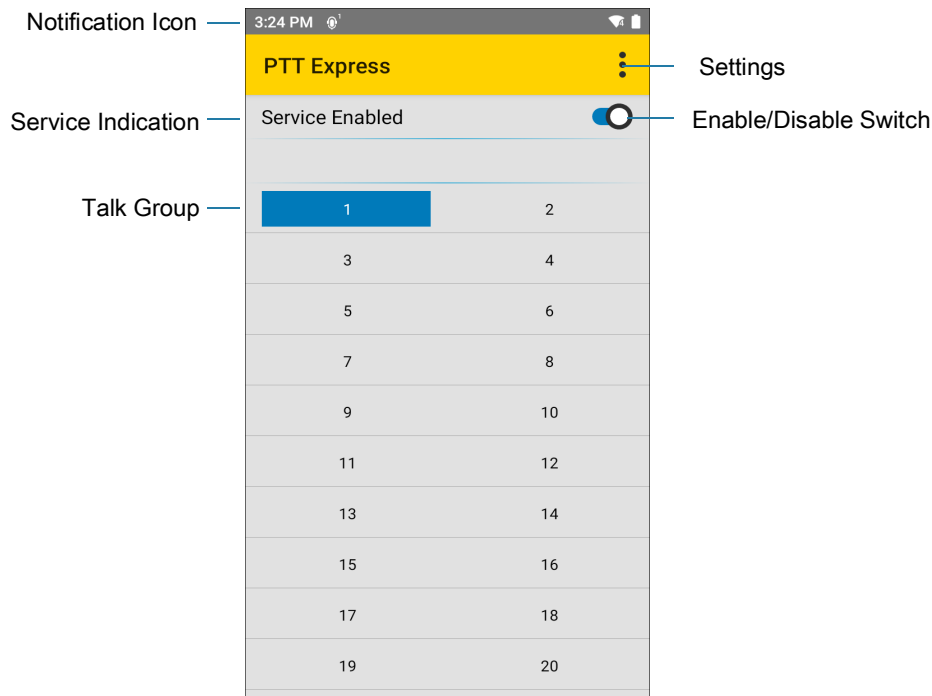 Notification Icon
3:24 PM 1
PTT Express
Settings
Service Indication
Service Enabled
Enable/Disable Switch
Talk Group
1 2
3 4
5 6
7 8
9 10
11 12
13 14
15 16
17 18
19 20